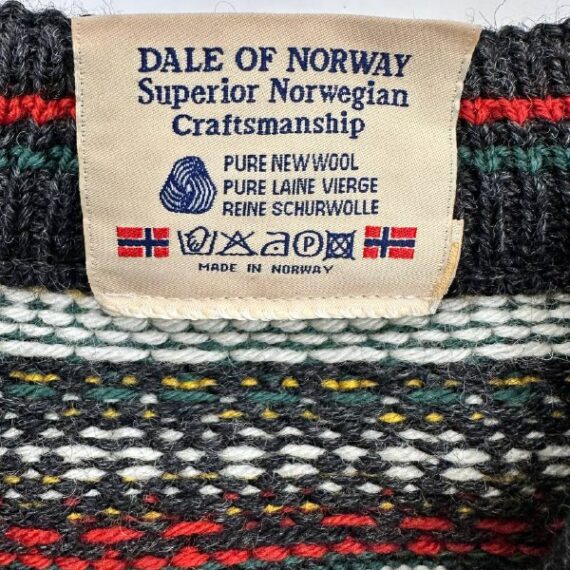 DALE OF NORWAY
Superior Norwegian
Craftsmanship
PURE NEW WOOL
PURE LAINE VIERGE
REINE SCHURWOLLE
P
MADE IN NORWAY